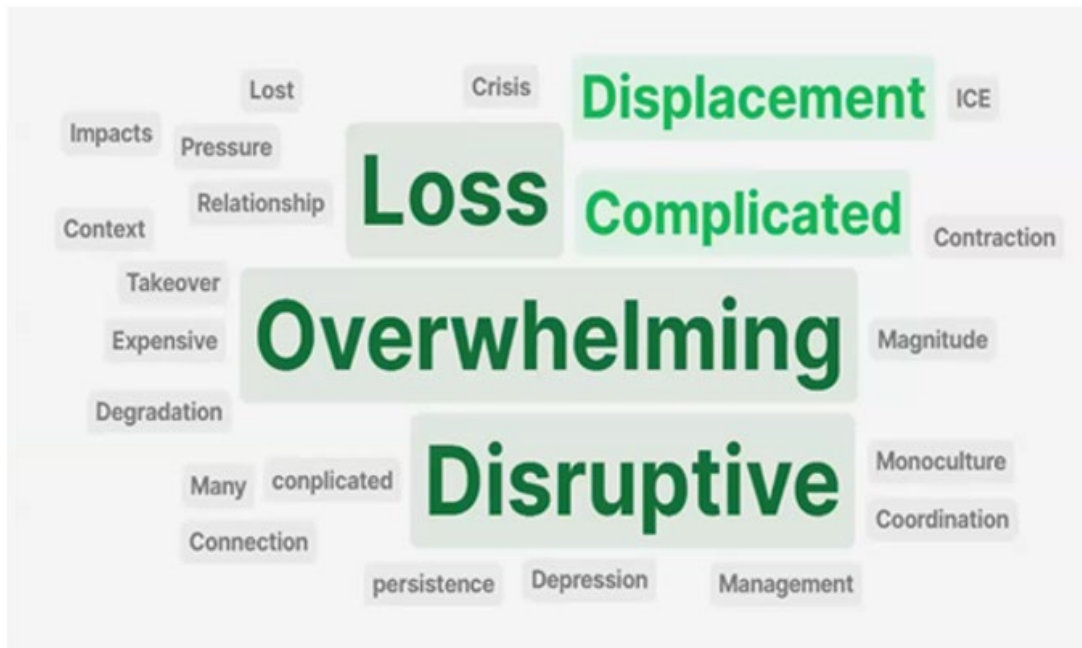 Lost
Crisis
Displacement
ICE
Impacts
Pressure
Loss
Relationship
Complicated
Context
Contraction
Takeover
Overwhelming
Expensive
Magnitude
Degradation
Disruptive
Monoculture
Many
conplicated
Coordination
Connection
persistence
Depression
Management